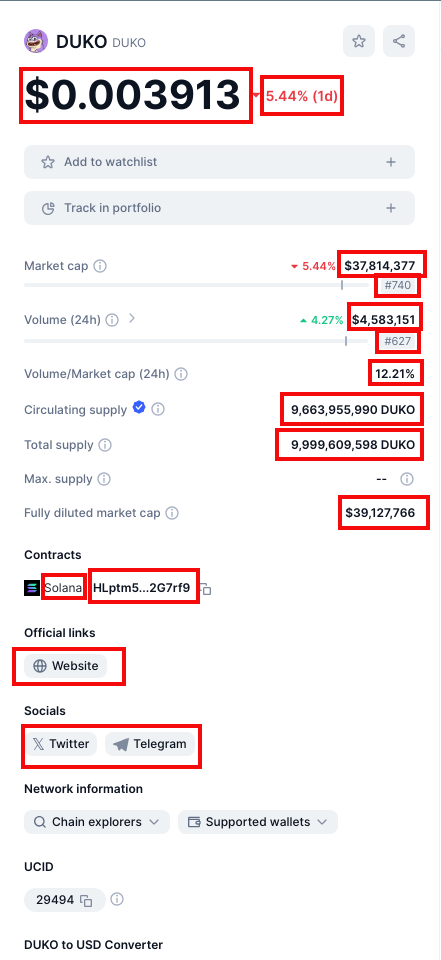 DUKO DUKO
$0.003913 5.44% (1d)
Add to watchlist
Track in portfolio
Market cap 5.44% $37,814,377
#740
Volume (24h) 4.27% $4,583,151
#627
Volume/Market cap (24h) 12.21%
Circulating supply 9,663,955,990 DUKO
Total supply 9,999,609,598 DUKO
Max. supply --
Fully diluted market cap $39,127,766
Contracts
Solana HLptm5...2G7rf9
Official links
Website
Socials
𝕏 Twitter Telegram
Network information
Chain explorers Supported wallets
UCID
29494
DUKO to USD Converter